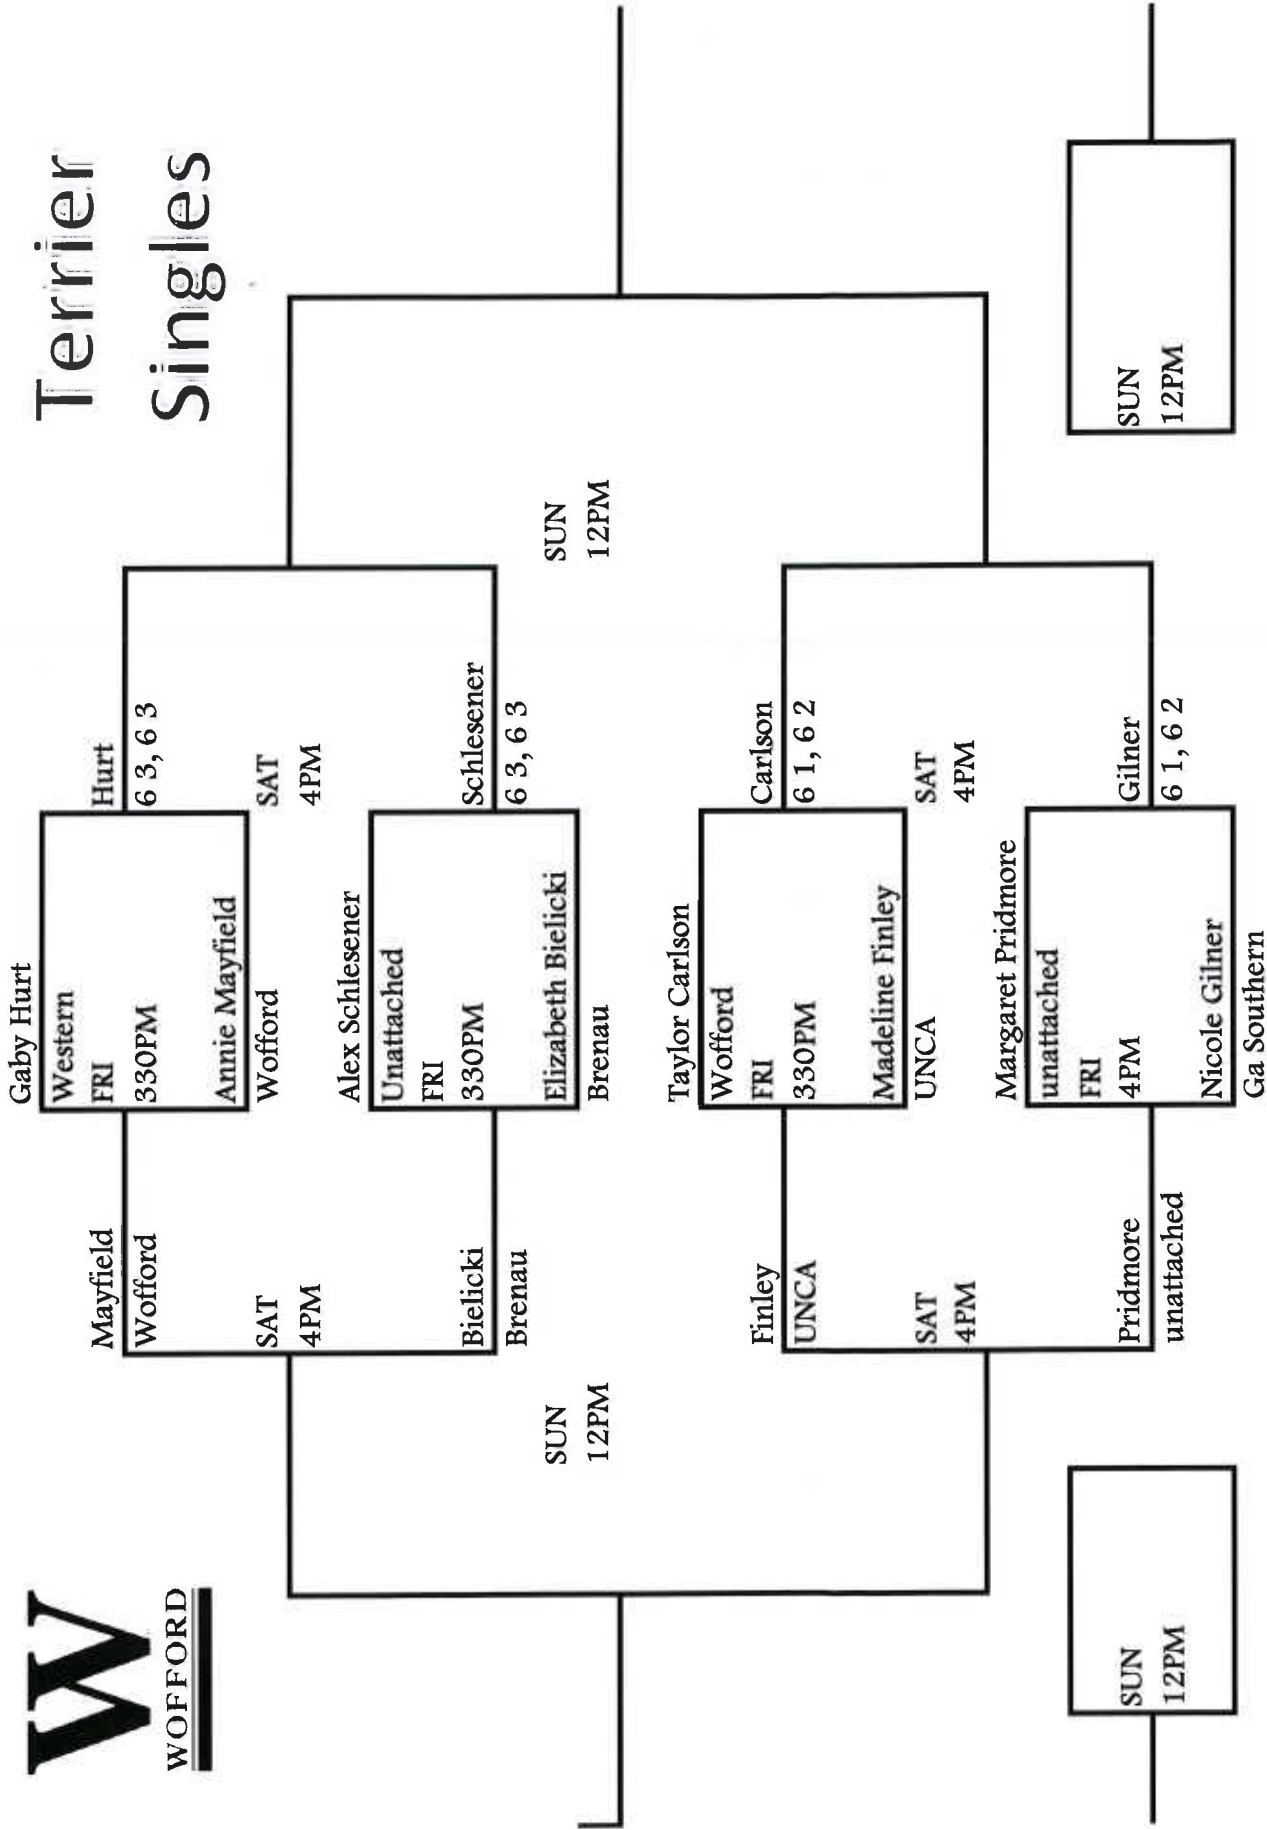 W
WOFFORD
Terrier
Singles
Gaby Hurt
Western
FRI
330PM
Annie Mayfield
Wofford
Mayfield
Wofford
Hurt
6 3, 6 3
SAT
4PM
SAT
4PM
Alex Schlesener
Unattached
FRI
330PM
Elizabeth Bielicki
Brenau
Bielicki
Brenau
Schlesener
6 3, 6 3
SUN
12PM
SUN
12PM
Taylor Carlson
Wofford
FRI
330PM
Madeline Finley
UNCA
Finley
UNCA
Carlson
6 1, 6 2
SAT
4PM
SAT
4PM
Margaret Pridmore
unattached
FRI
4PM
Nicole Gilner
Ga Southern
Pridmore
unattached
Gilner
6 1, 6 2
SUN
12PM
SUN
12PM